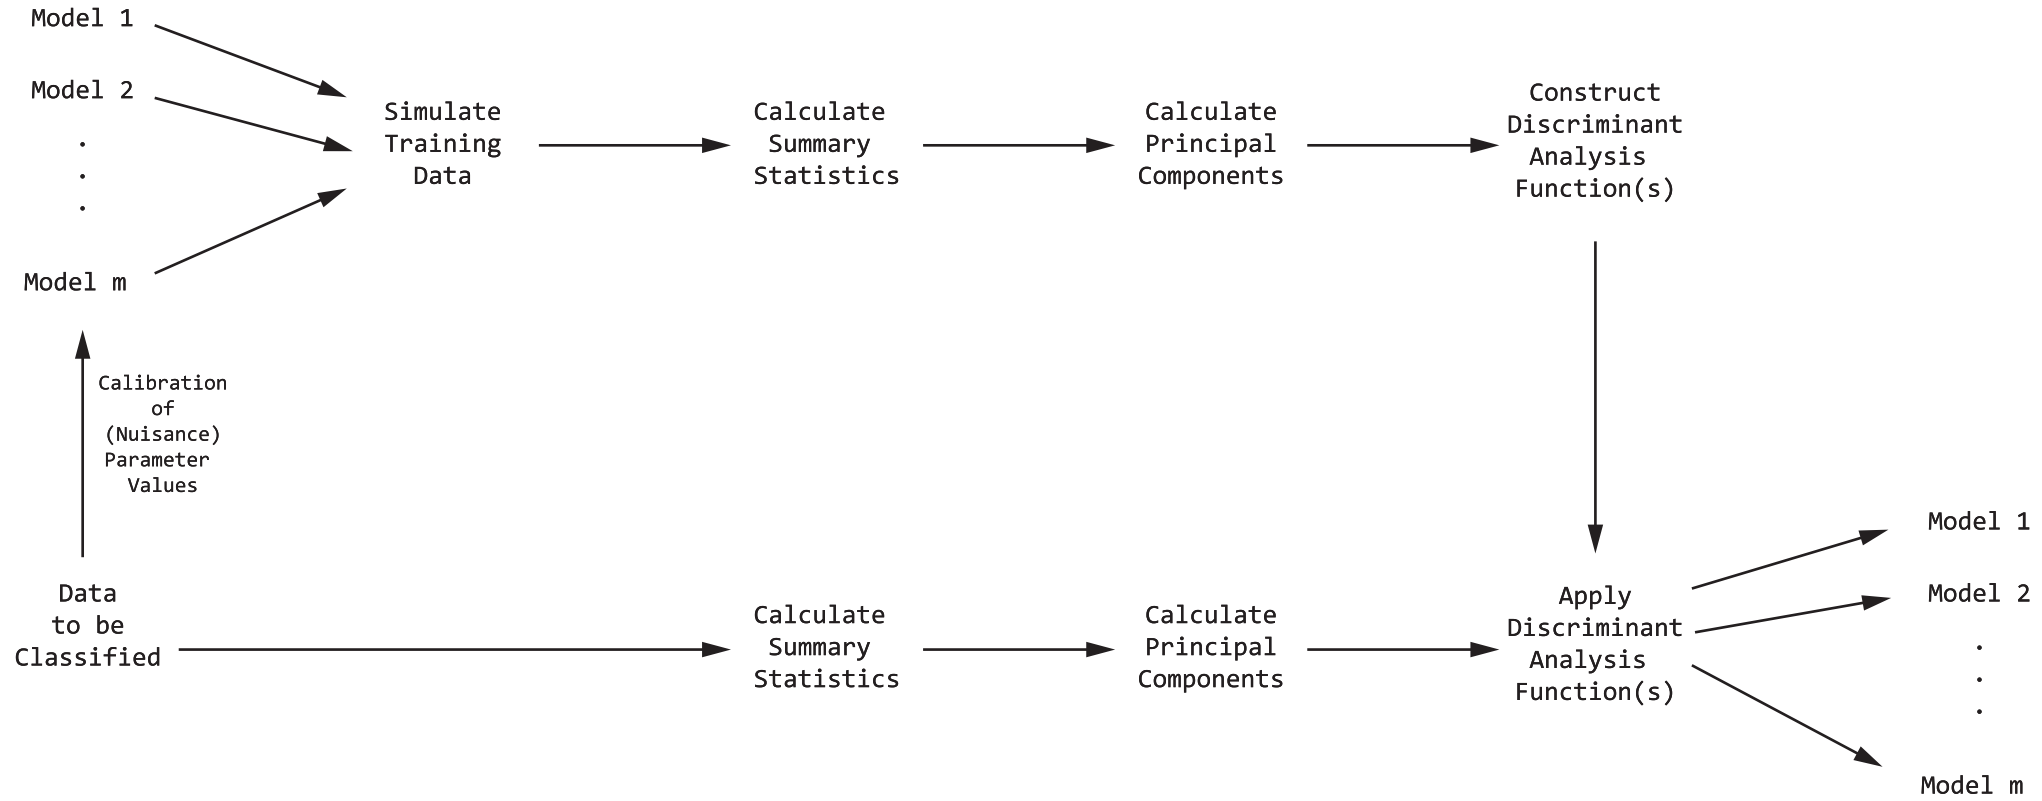 Model 1
Model 2
.
.
.
Model m
Simulate
Training
Data
Calculate
Summary
Statistics
Calculate
Principal
Components
Construct
Discriminant
Analysis
Function(s)
Calibration
of
(Nuisance)
Parameter
Values
Data
to be
Classified
Calculate
Summary
Statistics
Calculate
Principal
Components
Apply
Discriminant
Analysis
Function(s)
Model 1
Model 2
.
.
.
Model m